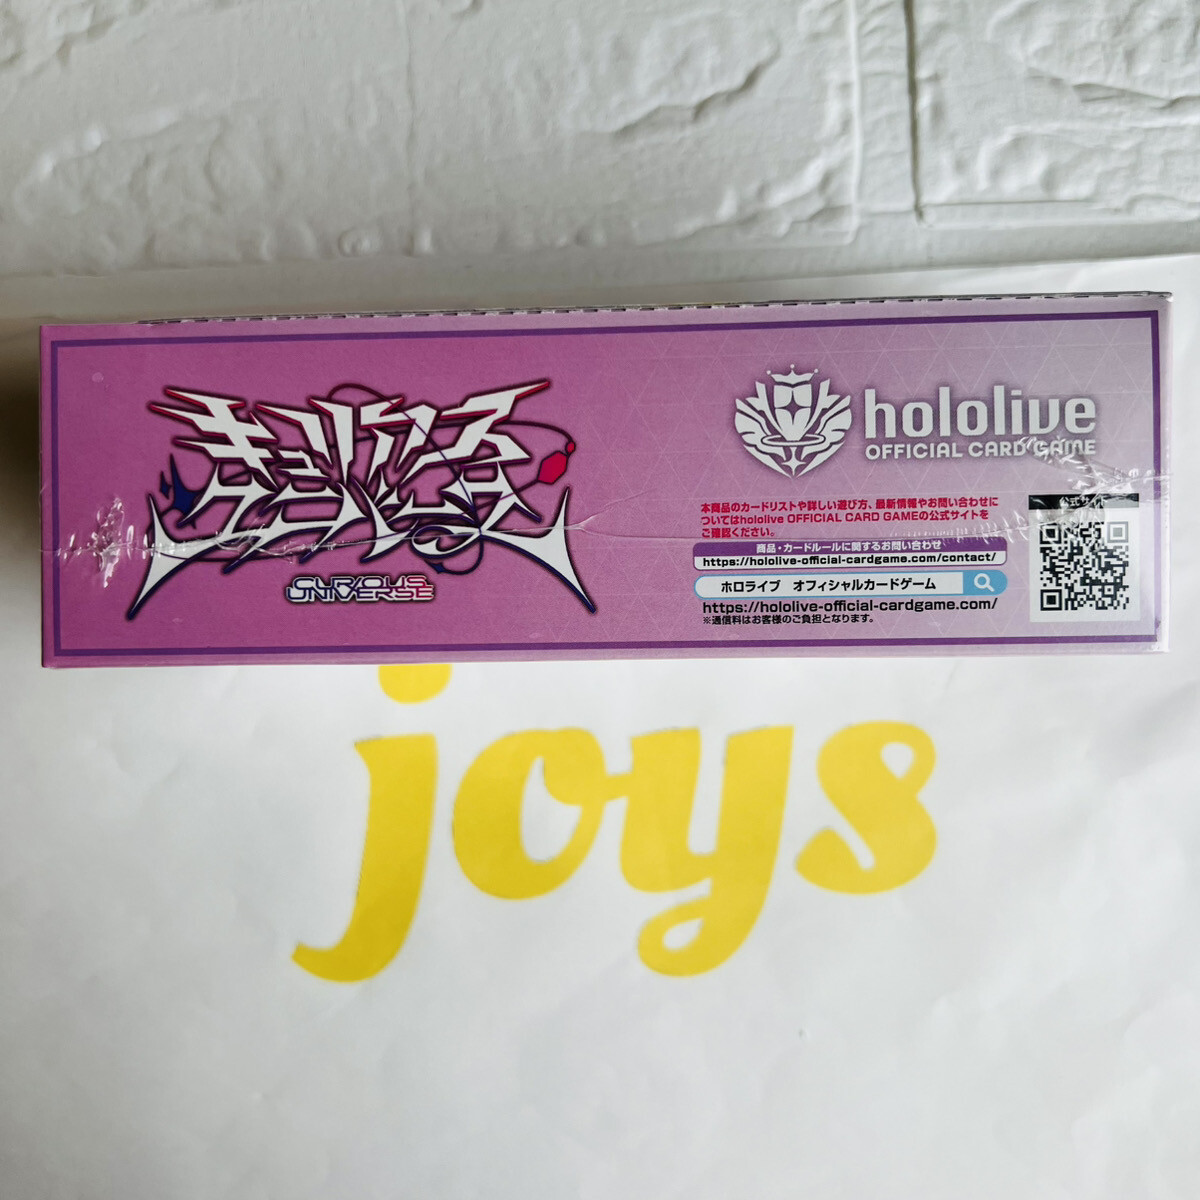 キュリアス
ユニバース
CURIOUS
UNIVERSE
hololive
OFFICIAL CARD GAME
本商品のカードリストや詳しい遊び方、最新情報やお問い合わせに
ついてはhololive OFFICIAL CARD GAMEの公式サイトを
ご確認ください。
公式サイト
商品・カードルールに関するお問い合わせ
https://hololive-official-cardgame.com/contact/
ホロライブ オフィシャルカードゲーム
https://hololive-official-cardgame.com/
※通信料はお客様のご負担となります。
joys